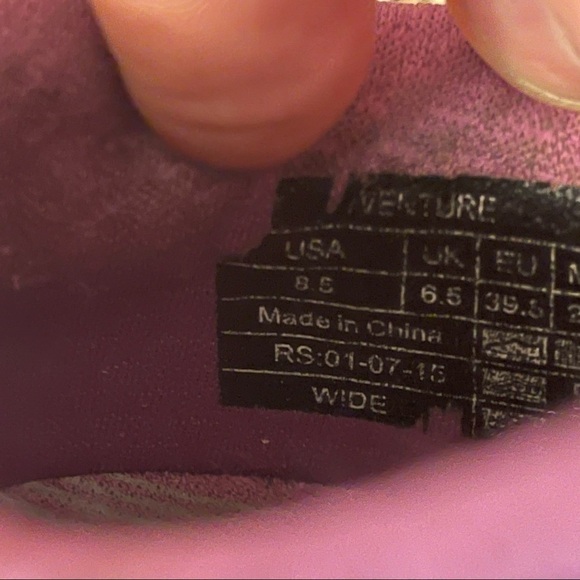 VENTURE
USA UK EU
8.5 6.5 39.5
Made in China
RS:01-07-15
WIDE